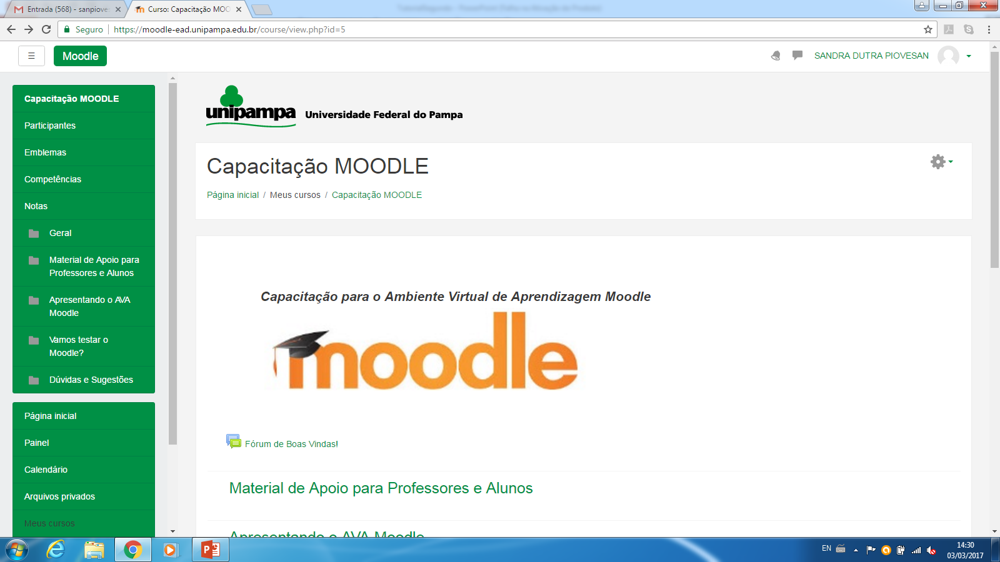 Entrada (568) - sanpioves
Curso: Capacitação MOO
Seguro
https://moodle-ead.unipampa.edu.br/course/view.php?id=5
Moodle
SANDRA DUTRA PIOVESAN
Capacitação MOODLE
Participantes
Emblemas
Competências
Notas
Geral
Material de Apoio para
Professores e Alunos
Apresentando o AVA
Moodle
Vamos testar o
Moodle?
Dúvidas e Sugestões
Página inicial
Painel
Calendário
Arquivos privados
Meus cursos
unipampa
Universidade Federal do Pampa
Capacitação MOODLE
Página inicial / Meus cursos / Capacitação MOODLE
Capacitação para o Ambiente Virtual de Aprendizagem Moodle
moodle
Fórum de Boas Vindas!
Material de Apoio para Professores e Alunos
Apresentando o AVA Moodle
EN
14:30
03/03/2017